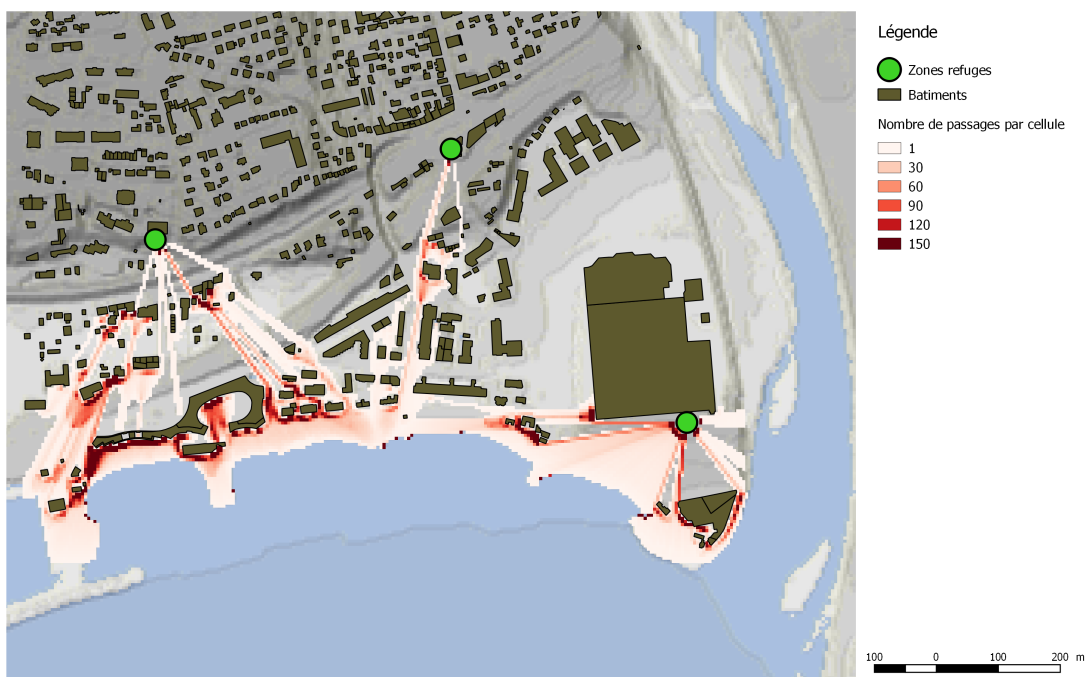 Légende
Zones refuges
Batiments
Nombre de passages par cellule
1
30
60
90
120
150
100 0 100 200 m